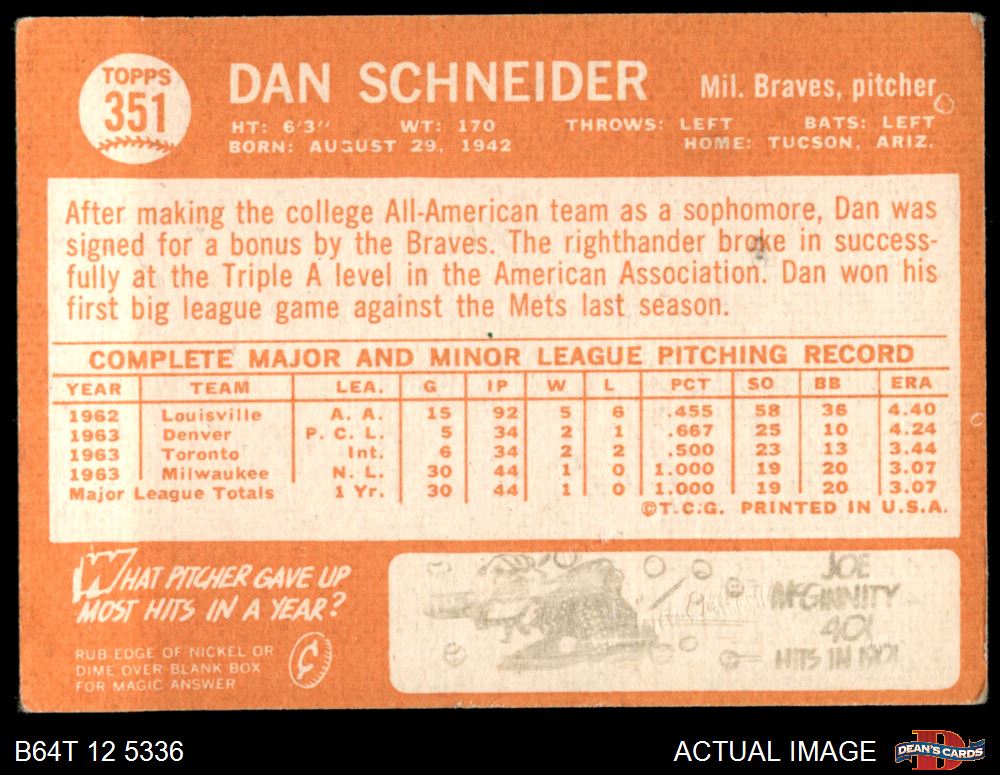 TOPPS
351
DAN SCHNEIDER
Mil. Braves, pitcher
HT: 6'3" WT: 170 THROWS: LEFT BATS: LEFT
BORN: AUGUST 29, 1942 HOME: TUCSON, ARIZ.
After making the college All-American team as a sophomore, Dan was
signed for a bonus by the Braves. The righthander broke in success-
fully at the Triple A level in the American Association. Dan won his
first big league game against the Mets last season.
COMPLETE MAJOR AND MINOR LEAGUE PITCHING RECORD
YEAR TEAM LEA. G IP W L PCT SO BB ERA
1962 Louisville A. A. 15 92 5 6 .455 58 36 4.40
1963 Denver P. C. L. 5 34 2 1 .667 25 10 4.24
1963 Toronto Int. 6 34 2 2 .500 23 13 3.44
1963 Milwaukee N. L. 30 44 1 0 1.000 19 20 3.07
Major League Totals 1 Yr. 30 44 1 0 1.000 19 20 3.07
©T.C.G. PRINTED IN U.S.A.
WHAT PITCHER GAVE UP
MOST HITS IN A YEAR?
RUB EDGE OF NICKEL OR
DIME OVER BLANK BOX
FOR MAGIC ANSWER
JOE
McGINNITY
401
HITS IN 1901
B64T 12 5336
ACTUAL IMAGE
DEAN'S CARDS